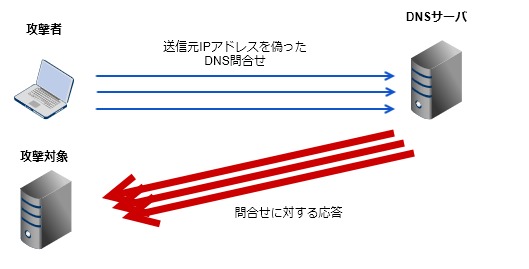 攻撃者
DNSサーバ
送信元IPアドレスを偽った
DNS問合せ
攻撃対象
問合せに対する応答